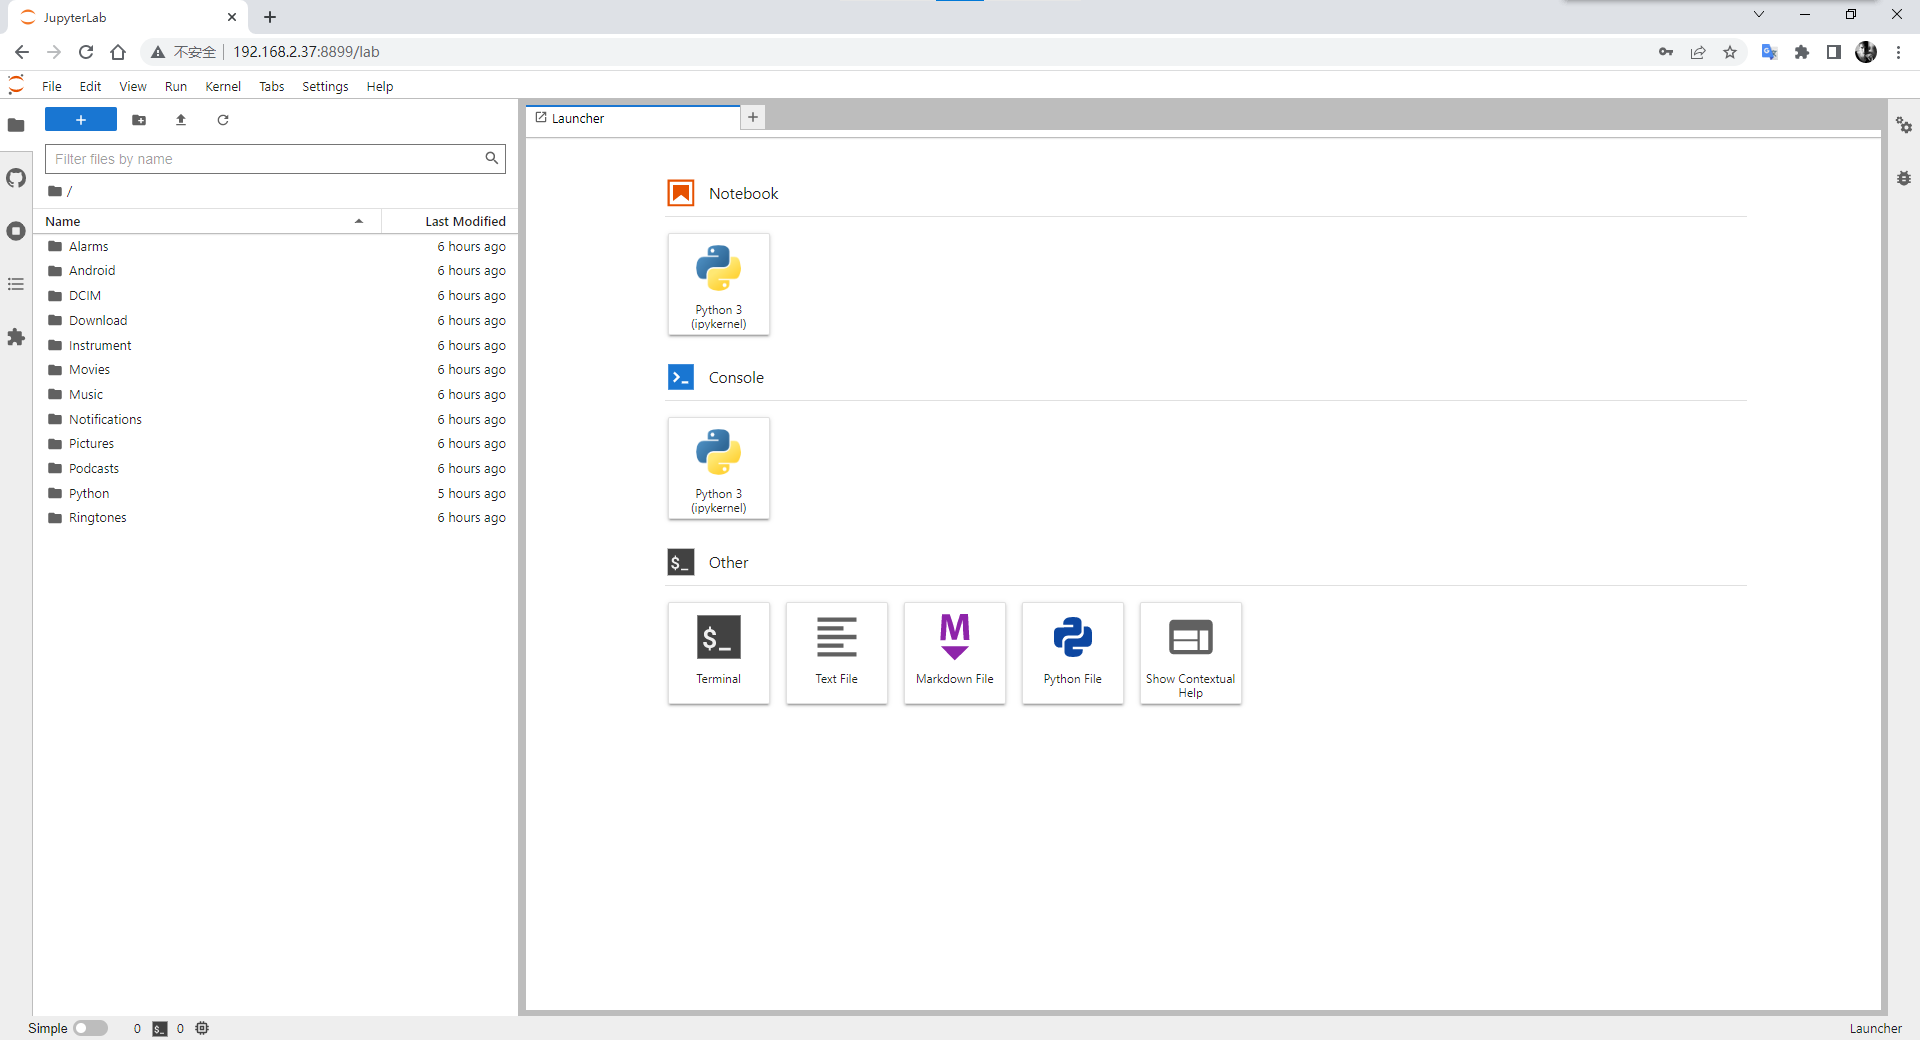 JupyterLab
不安全
192.168.2.37:8899/lab
File Edit View Run Kernel Tabs Settings Help
Filter files by name
/
Name Last Modified
Alarms 6 hours ago
Android 6 hours ago
DCIM 6 hours ago
Download 6 hours ago
Instrument 6 hours ago
Movies 6 hours ago
Music 6 hours ago
Notifications 6 hours ago
Pictures 6 hours ago
Podcasts 6 hours ago
Python 5 hours ago
Ringtones 6 hours ago
Launcher
Notebook
Python 3
(ipykernel)
Console
Python 3
(ipykernel)
$_ Other
$_
Terminal
Text File
M
Markdown File
Python File
Show Contextual
Help
Simple 0 $_ 0
Launcher